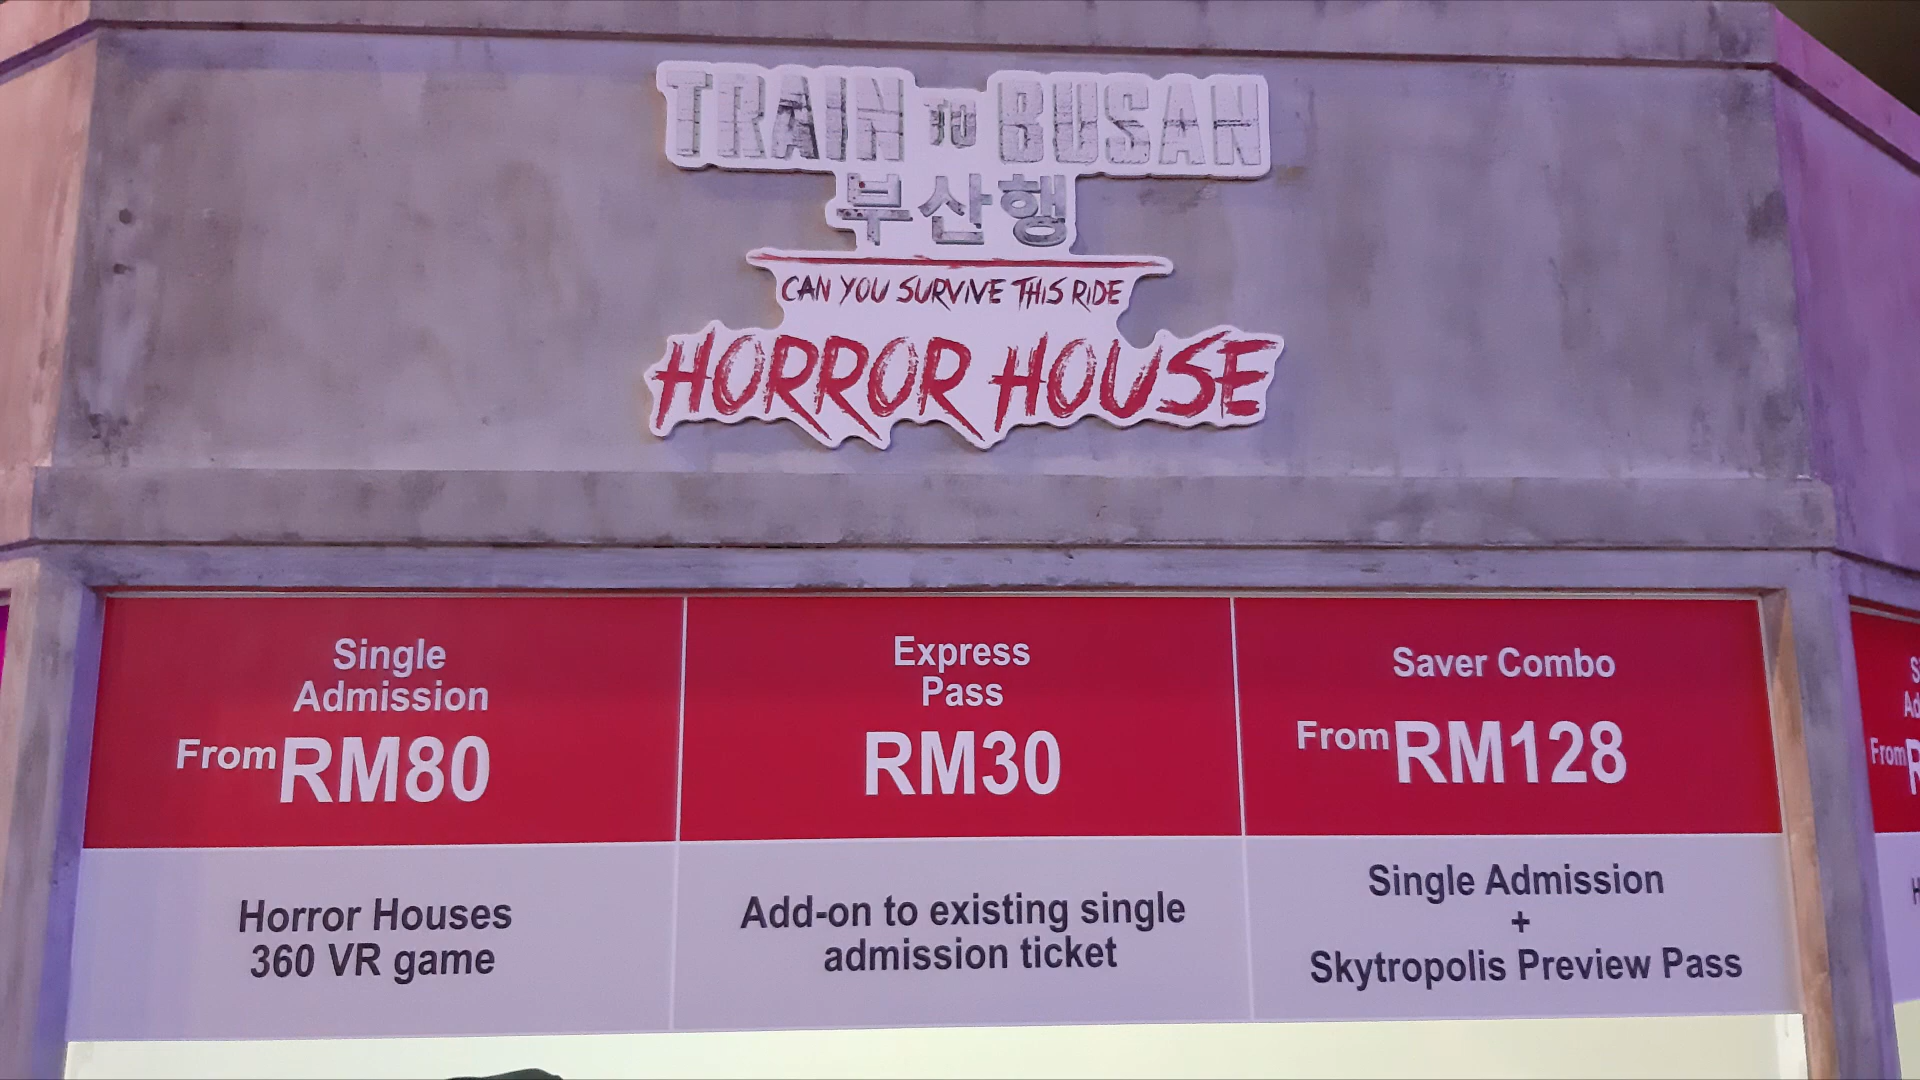 TRAIN TO BUSAN
부산행
CAN YOU SURVIVE THIS RIDE
HORROR HOUSE
Single
Admission
From RM80
Horror Houses
360 VR game
Express
Pass
RM30
Add-on to existing single
admission ticket
Saver Combo
From RM128
Single Admission
+
Skytropolis Preview Pass
From